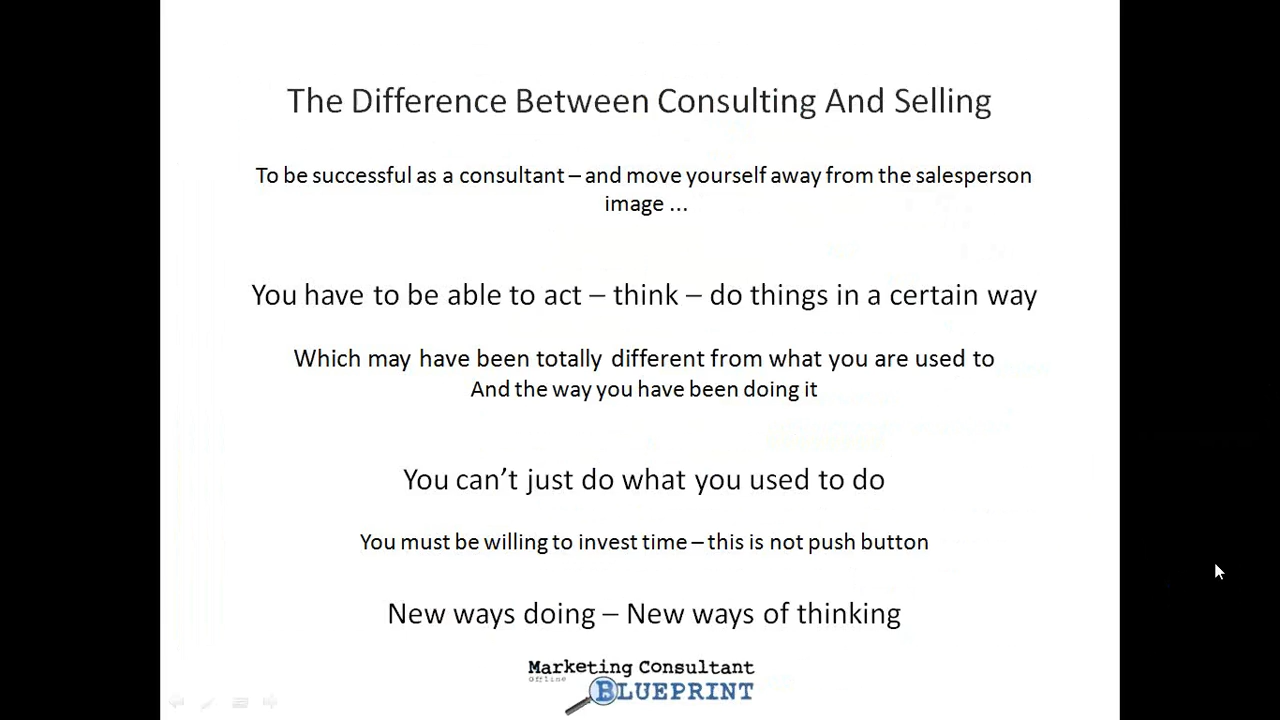 The Difference Between Consulting And Selling
To be successful as a consultant – and move yourself away from the salesperson
image ...
You have to be able to act – think – do things in a certain way
Which may have been totally different from what you are used to
And the way you have been doing it
You can’t just do what you used to do
You must be willing to invest time – this is not push button
New ways doing – New ways of thinking
Marketing Consultant
Offline
BLUEPRINT